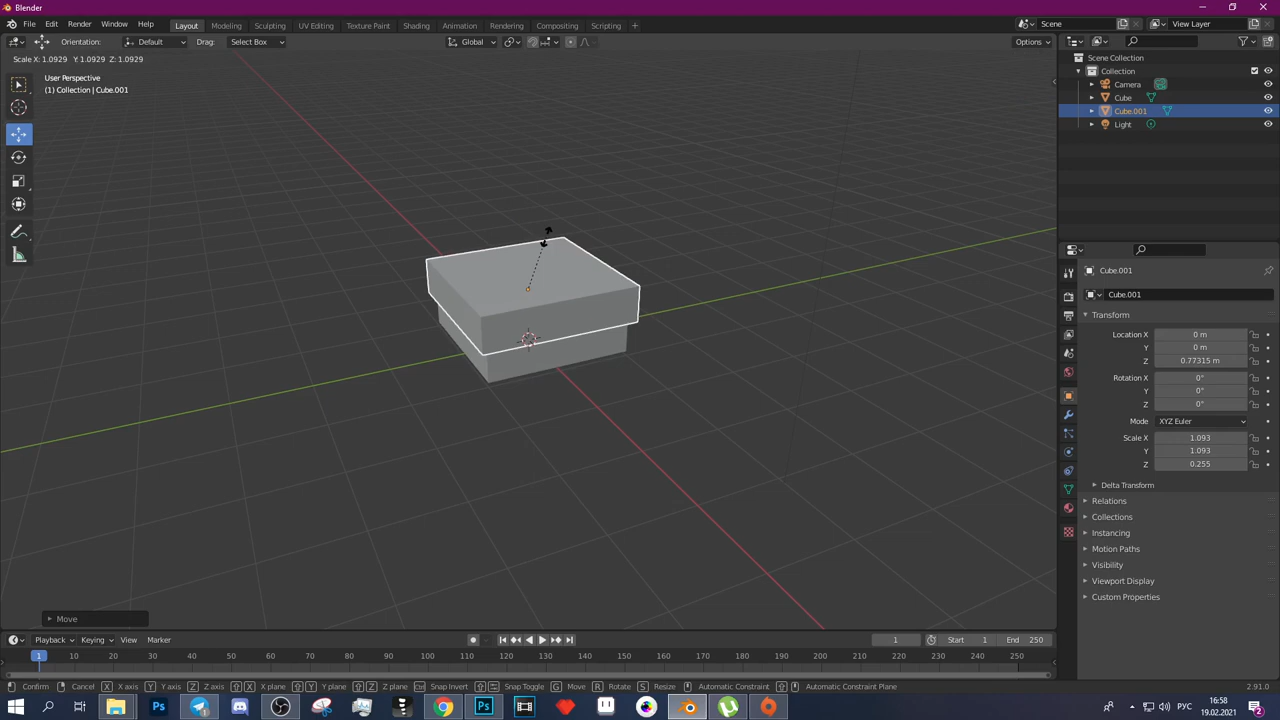 Blender
File Edit Render Window Help Layout Modeling Sculpting UV Editing Texture Paint Shading Animation Rendering Compositing Scripting + Scene View Layer
Orientation: Default Drag: Select Box Global Options
Scale X: 1.0929 Y: 1.0929 Z: 1.0929
User Perspective
(1) Collection | Cube.001
Scene Collection
Collection
Camera
Cube
Cube.001
Light
Cube.001
Cube.001
Transform
Location X 0 m
Y 0 m
Z 0.77315 m
Rotation X 0°
Y 0°
Z 0°
Mode XYZ Euler
Scale X 1.093
Y 1.093
Z 0.255
Delta Transform
Relations
Collections
Instancing
Motion Paths
Visibility
Viewport Display
Custom Properties
Move
Playback Keying View Marker 1 Start 1 End 250
1 10 20 30 40 50 60 70 80 90 100 110 120 130 140 150 160 170 180 190 200 210 220 230 240 250
Confirm Cancel X X axis Y Y axis Z Z axis X X plane Y Y plane Z Z plane Snap Invert Snap Toggle G Move R Rotate S Resize Automatic Constraint Automatic Constraint Plane 2.91.0
Ps Ps РУС 16:58
19.02.2021 2